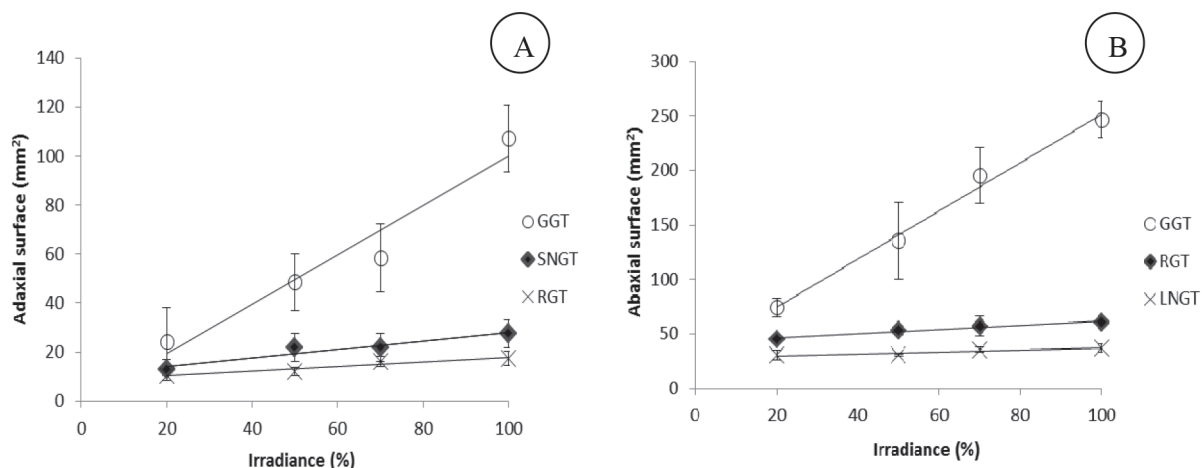 A
140
120
100
80
60
40
20
0
0 20 40 60 80 100
Adaxial surface (mm²)
Irradiance (%)
GGT
SNGT
RGT
B
300
250
200
150
100
50
0
0 20 40 60 80 100
Abaxial surface (mm²)
Irradiance (%)
GGT
RGT
LNGT